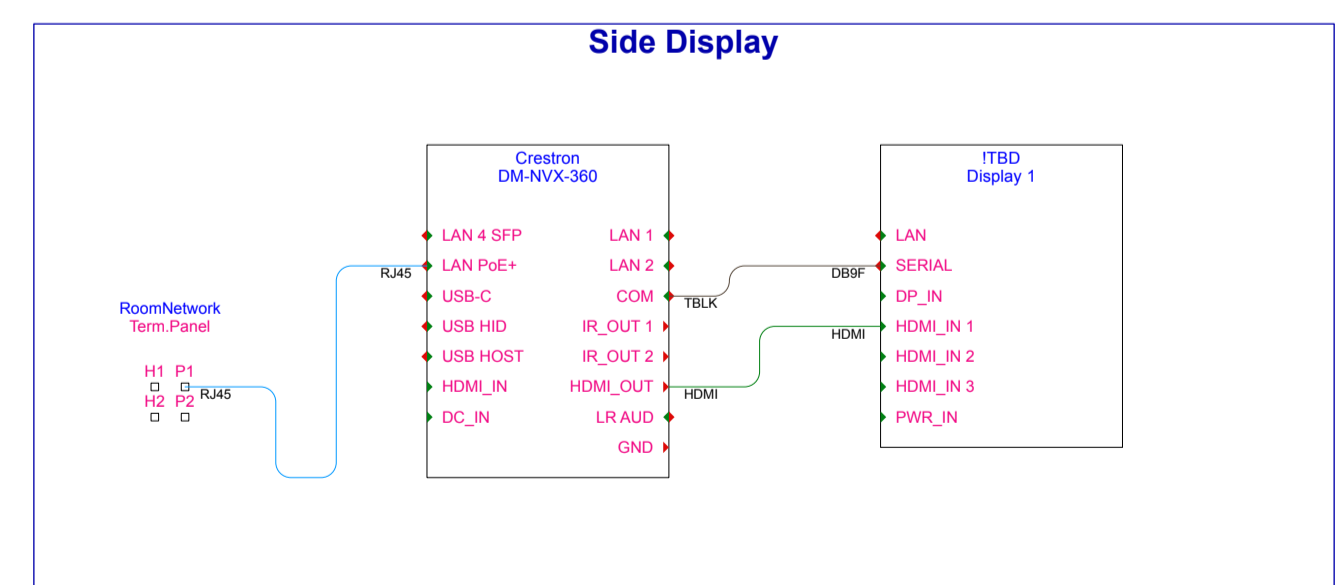 Side Display
Crestron
DM-NVX-360
!TBD
Display 1
LAN 4 SFP
LAN 1
LAN
RJ45
LAN PoE+
LAN 2
DB9F
SERIAL
USB-C
COM
TBLK
DP_IN
RoomNetwork
Term.Panel
USB HID
IR_OUT 1
HDMI
HDMI_IN 1
USB HOST
IR_OUT 2
HDMI_IN 2
H1 P1
RJ45
HDMI_IN
HDMI_OUT
HDMI
HDMI_IN 3
H2 P2
DC_IN
LR AUD
PWR_IN
GND